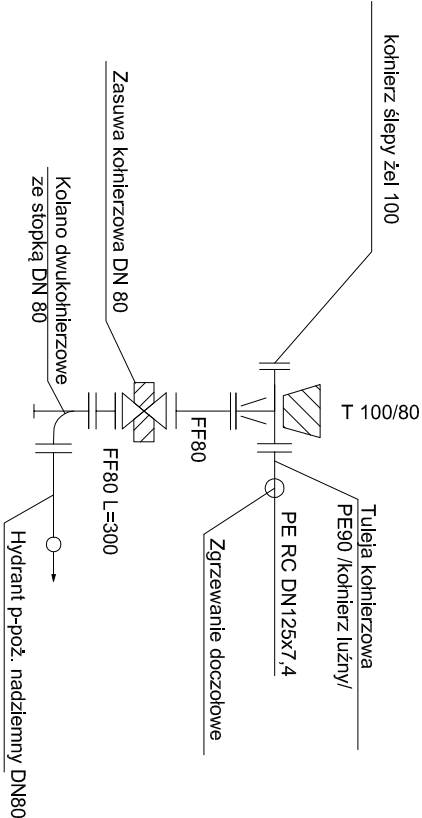 kołnierz ślepy żel 100
T 100/80
Tuleja kołnierzowa
PE90 /kołnierz luźny/
PE RC DN125x7,4
Zgrzewanie doczołowe
FF80
Zasuwa kołnierzowa DN 80
FF80 L=300
Kolano dwukołnierzowe
ze stopką DN 80
Hydrant p-poż. nadziemny DN80